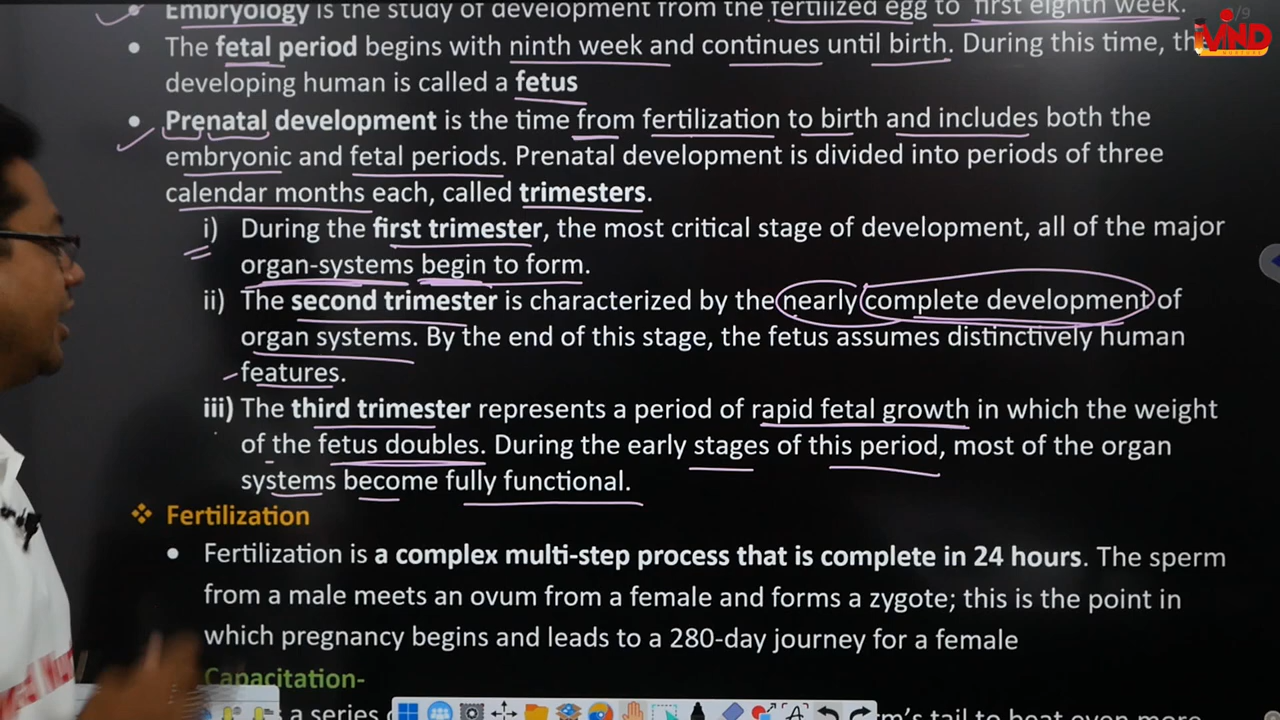 Embryology is the study of development from the fertilized egg to first eighth week.
/9
MIND
• The fetal period begins with ninth week and continues until birth. During this time,
developing human is called a fetus
• Prenatal development is the time from fertilization to birth and includes both the
embryonic and fetal periods. Prenatal development is divided into periods of three
calendar months each, called trimesters.
i) During the first trimester, the most critical stage of development, all of the major
organ-systems begin to form.
ii) The second trimester is characterized by the nearly complete development of
organ systems. By the end of this stage, the fetus assumes distinctively human
features.
iii) The third trimester represents a period of rapid fetal growth in which the weight
of the fetus doubles. During the early stages of this period, most of the organ
systems become fully functional.
❖ Fertilization
• Fertilization is a complex multi-step process that is complete in 24 hours. The sperm
from a male meets an ovum from a female and forms a zygote; this is the point in
which pregnancy begins and leads to a 280-day journey for a female
Capacitation-
a series tail to beat even more